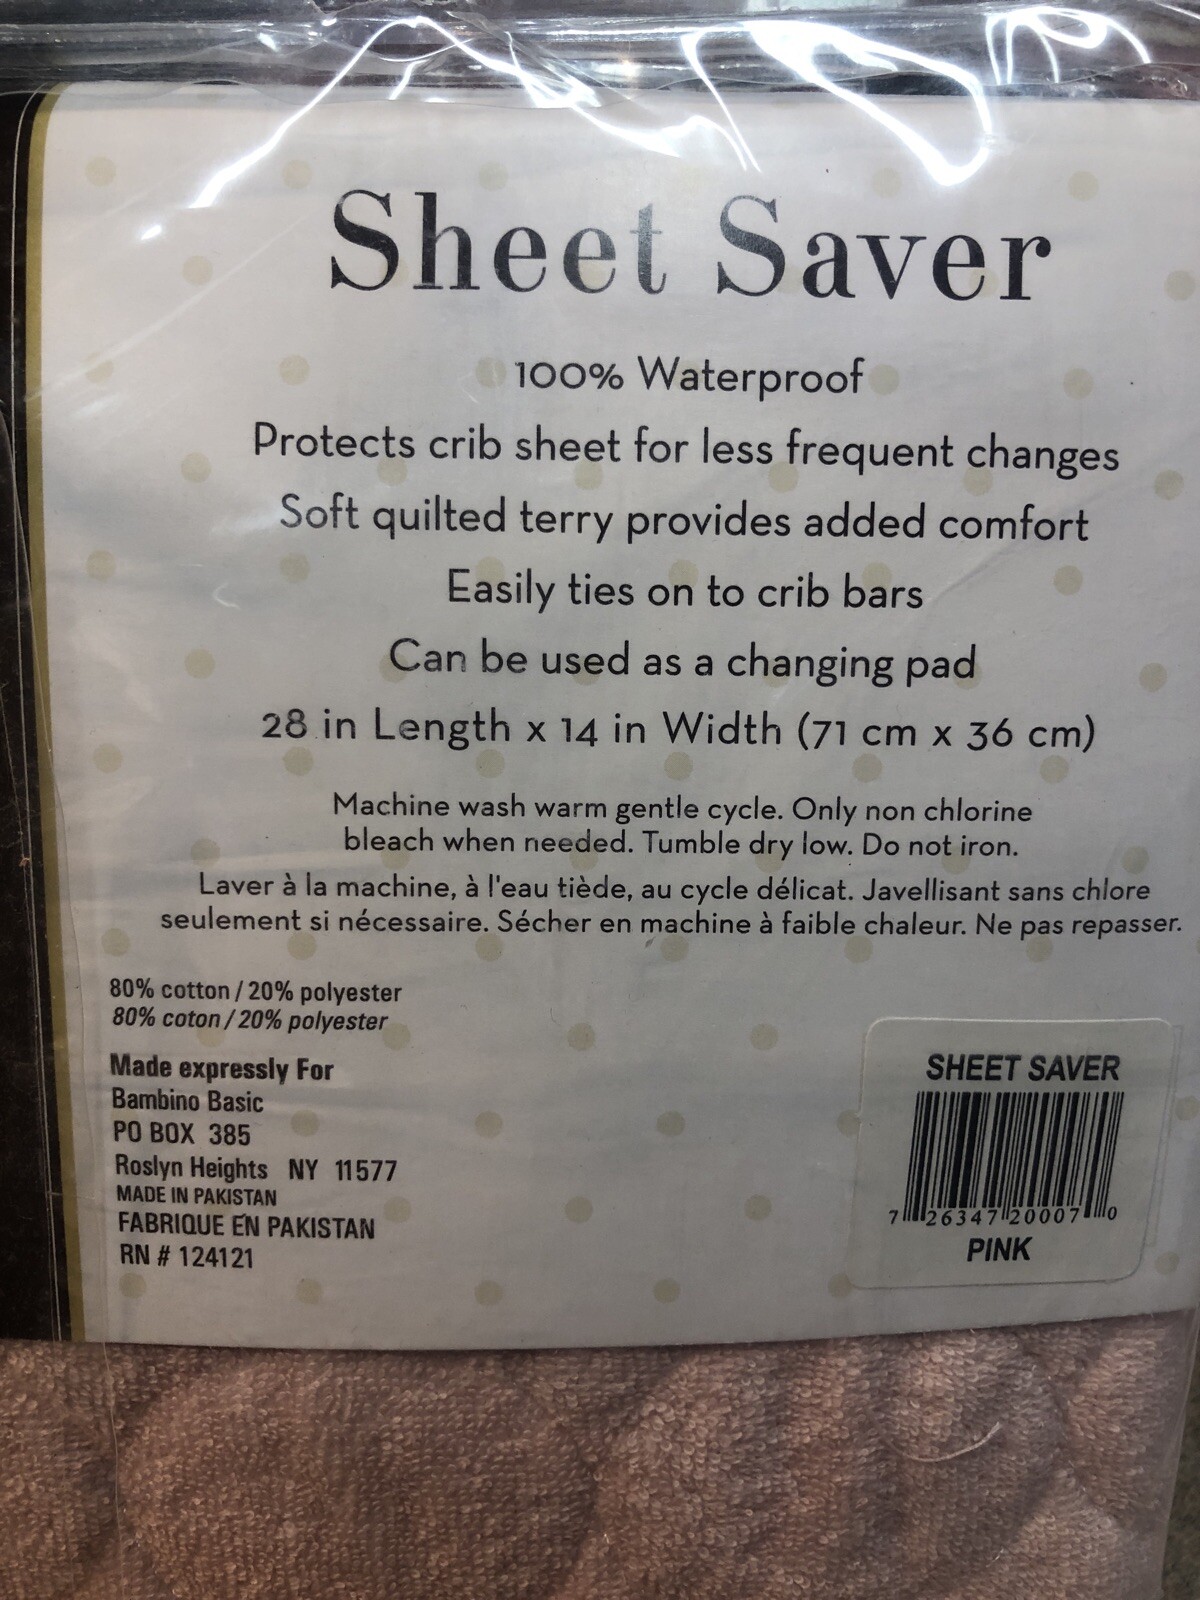 Sheet Saver
100% Waterproof
Protects crib sheet for less frequent changes
Soft quilted terry provides added comfort
Easily ties on to crib bars
Can be used as a changing pad
28 in Length x 14 in Width (71 cm x 36 cm)
Machine wash warm gentle cycle. Only non chlorine
bleach when needed. Tumble dry low. Do not iron.
Laver à la machine, à l'eau tiède, au cycle délicat. Javellisant sans chlore
seulement si nécessaire. Sécher en machine à faible chaleur. Ne pas repasser.
80% cotton / 20% polyester
80% coton / 20% polyester
Made expressly For
Bambino Basic
PO BOX 385
Roslyn Heights NY 11577
MADE IN PAKISTAN
FABRIQUE EN PAKISTAN
RN # 124121
SHEET SAVER
7 26347 20007 0
PINK